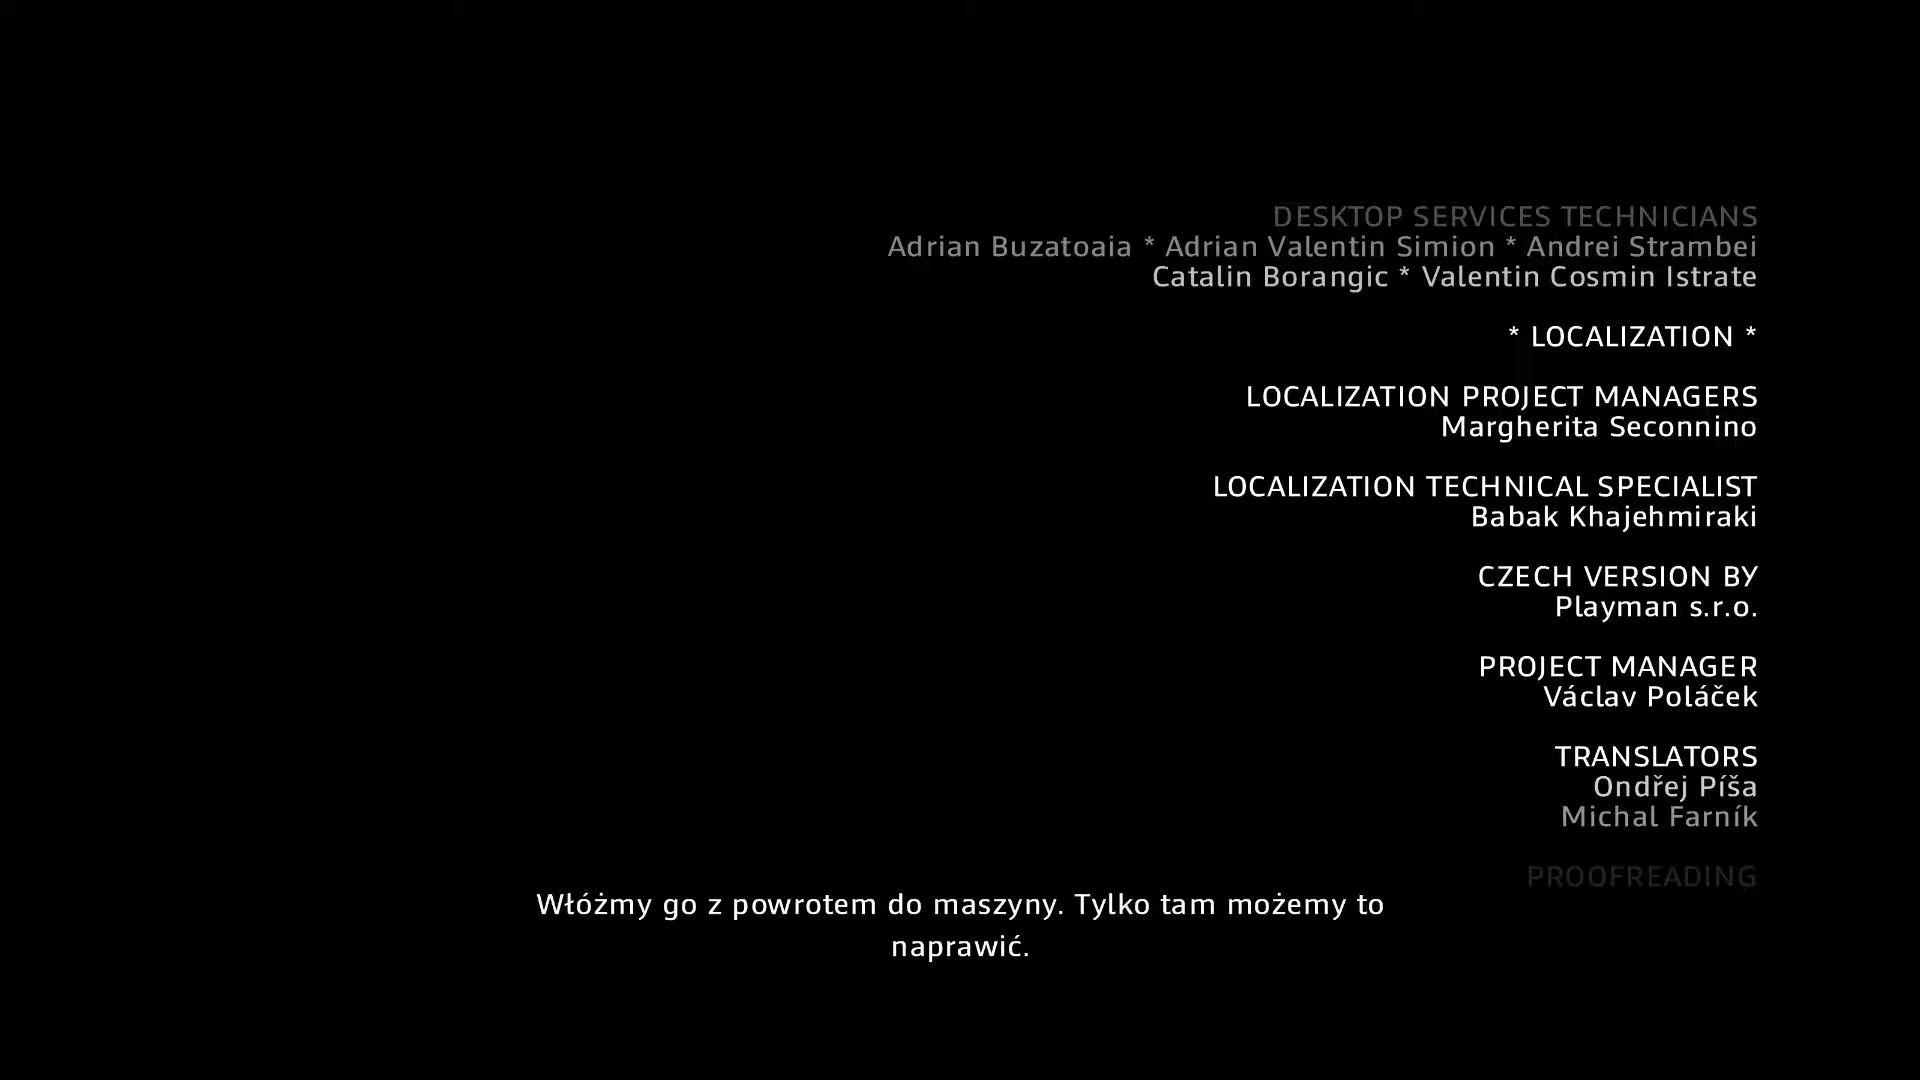 DESKTOP SERVICES TECHNICIANS
Adrian Buzatoaia * Adrian Valentin Simion * Andrei Strambei
Catalin Borangic * Valentin Cosmin Istrate
* LOCALIZATION *
LOCALIZATION PROJECT MANAGERS
Margherita Seconnino
LOCALIZATION TECHNICAL SPECIALIST
Babak Khajehmiraki
CZECH VERSION BY
Playman s.r.o.
PROJECT MANAGER
Václav Poláček
TRANSLATORS
Ondřej Píša
Michal Farník
PROOFREADING
Włóżmy go z powrotem do maszyny. Tylko tam możemy to
naprawić.